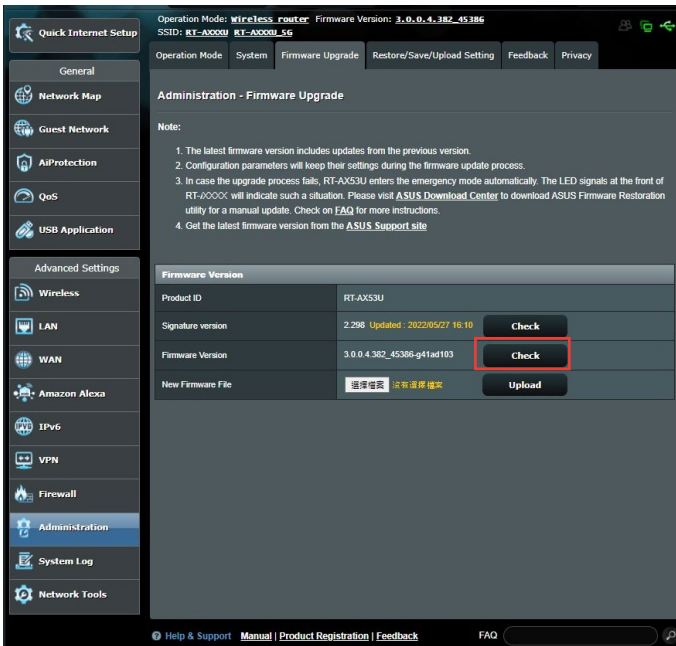 Operation Mode: Wireless router Firmware Version: 3.0.0.4.382_45386
SSID: RT-AXXXU RT-AXXXU_5G
Quick Internet Setup
General
Network Map
Guest Network
AiProtection
QoS
USB Application
Advanced Settings
Wireless
LAN
WAN
Amazon Alexa
IPv6
VPN
Firewall
Administration
System Log
Network Tools
Operation Mode System Firmware Upgrade Restore/Save/Upload Setting Feedback Privacy
Administration - Firmware Upgrade
Note:
1. The latest firmware version includes updates from the previous version.
2. Configuration parameters will keep their settings during the firmware update process.
3. In case the upgrade process fails, RT-AX53U enters the emergency mode automatically. The LED signals at the front of
RT-AXXXX will indicate such a situation. Please visit ASUS Download Center to download ASUS Firmware Restoration
utility for a manual update. Check on FAQ for more instructions.
4. Get the latest firmware version from the ASUS Support site
Firmware Version
Product ID RT-AX53U
Signature version 2.298 Updated : 2022/05/27 16:10 Check
Firmware Version 3.0.0.4.382_45386-g41ad103 Check
New Firmware File 選擇檔案 沒有選擇檔案 Upload
Help & Support Manual | Product Registration | Feedback FAQ